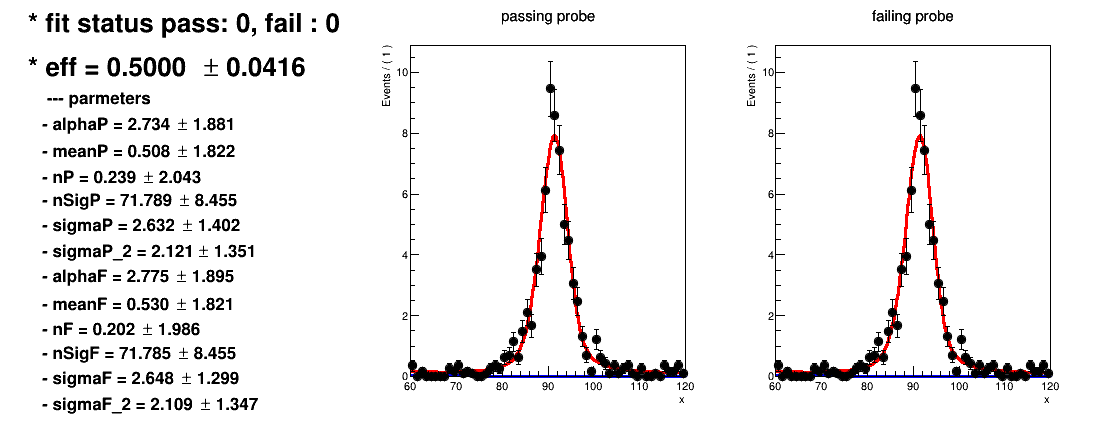 * fit status pass: 0, fail : 0
* eff = 0.5000 ± 0.0416
--- parmeters
- alphaP = 2.734 ± 1.881
- meanP = 0.508 ± 1.822
- nP = 0.239 ± 2.043
- nSigP = 71.789 ± 8.455
- sigmaP = 2.632 ± 1.402
- sigmaP_2 = 2.121 ± 1.351
- alphaF = 2.775 ± 1.895
- meanF = 0.530 ± 1.821
- nF = 0.202 ± 1.986
- nSigF = 71.785 ± 8.455
- sigmaF = 2.648 ± 1.299
- sigmaF_2 = 2.109 ± 1.347
passing probe
Events / ( 1 )
10
8
6
4
2
0
60 70 80 90 100 110 120
x
failing probe
Events / ( 1 )
10
8
6
4
2
0
60 70 80 90 100 110 120
x